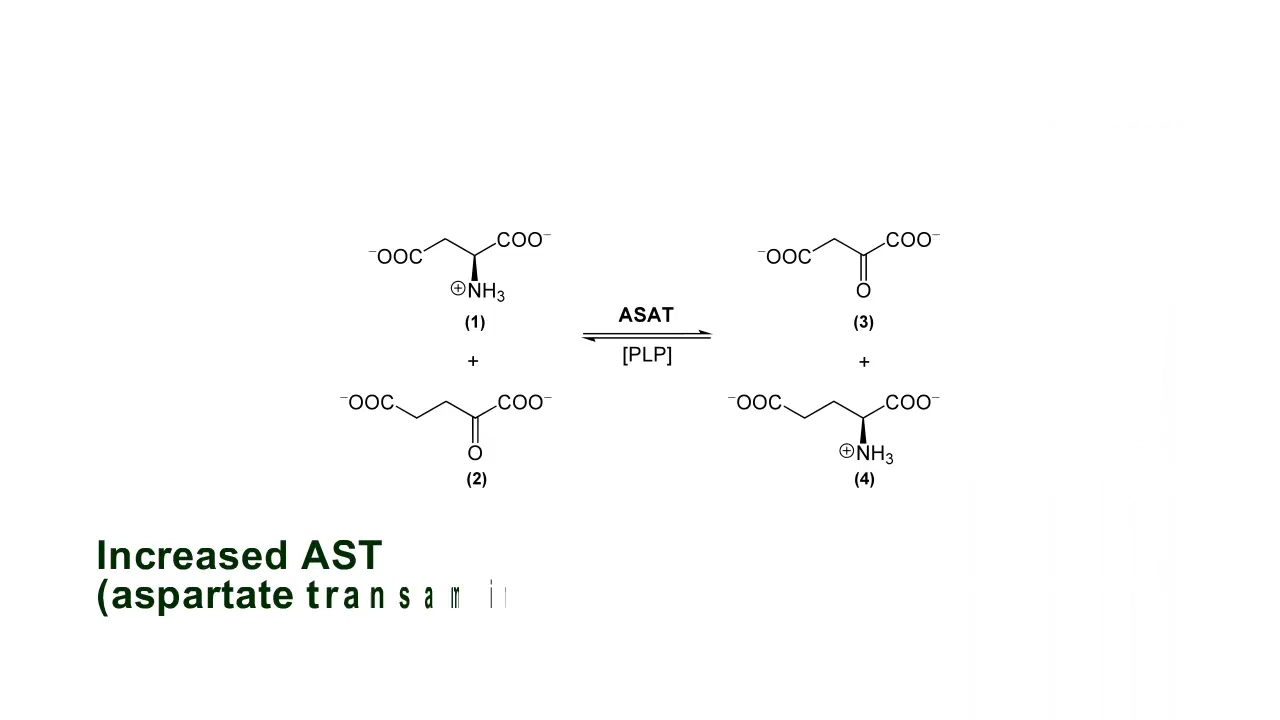 ⁻OOC COO⁻
⊕NH₃
(1)
+
⁻OOC COO⁻
O
(2)
ASAT
[PLP]
⁻OOC COO⁻
O
(3)
+
⁻OOC COO⁻
⊕NH₃
(4)
Increased AST
(aspartate